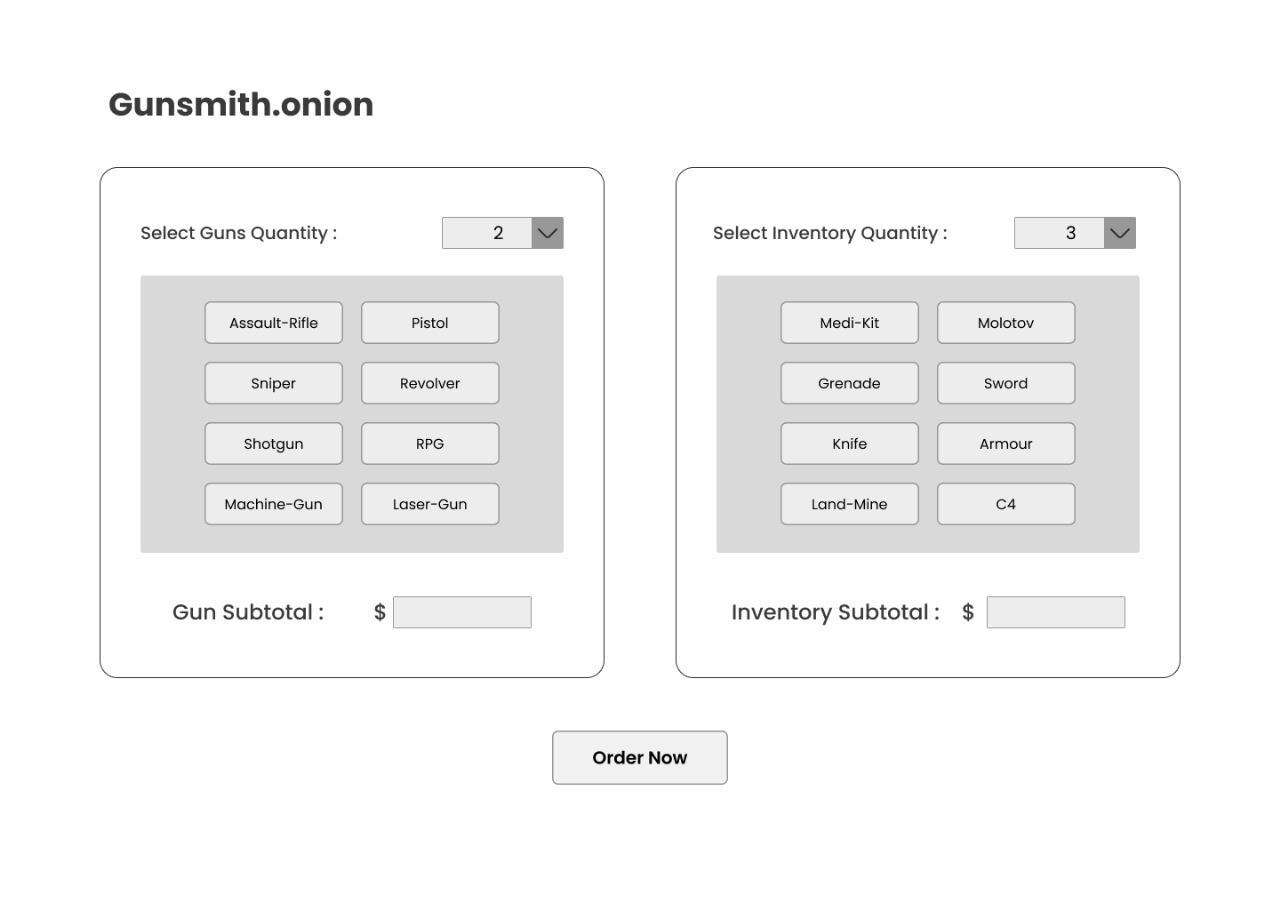 Gunsmith.onion
Select Guns Quantity :
2
Assault-Rifle
Pistol
Sniper
Revolver
Shotgun
RPG
Machine-Gun
Laser-Gun
Gun Subtotal :
$
Select Inventory Quantity :
3
Medi-Kit
Molotov
Grenade
Sword
Knife
Armour
Land-Mine
C4
Inventory Subtotal :
$
Order Now